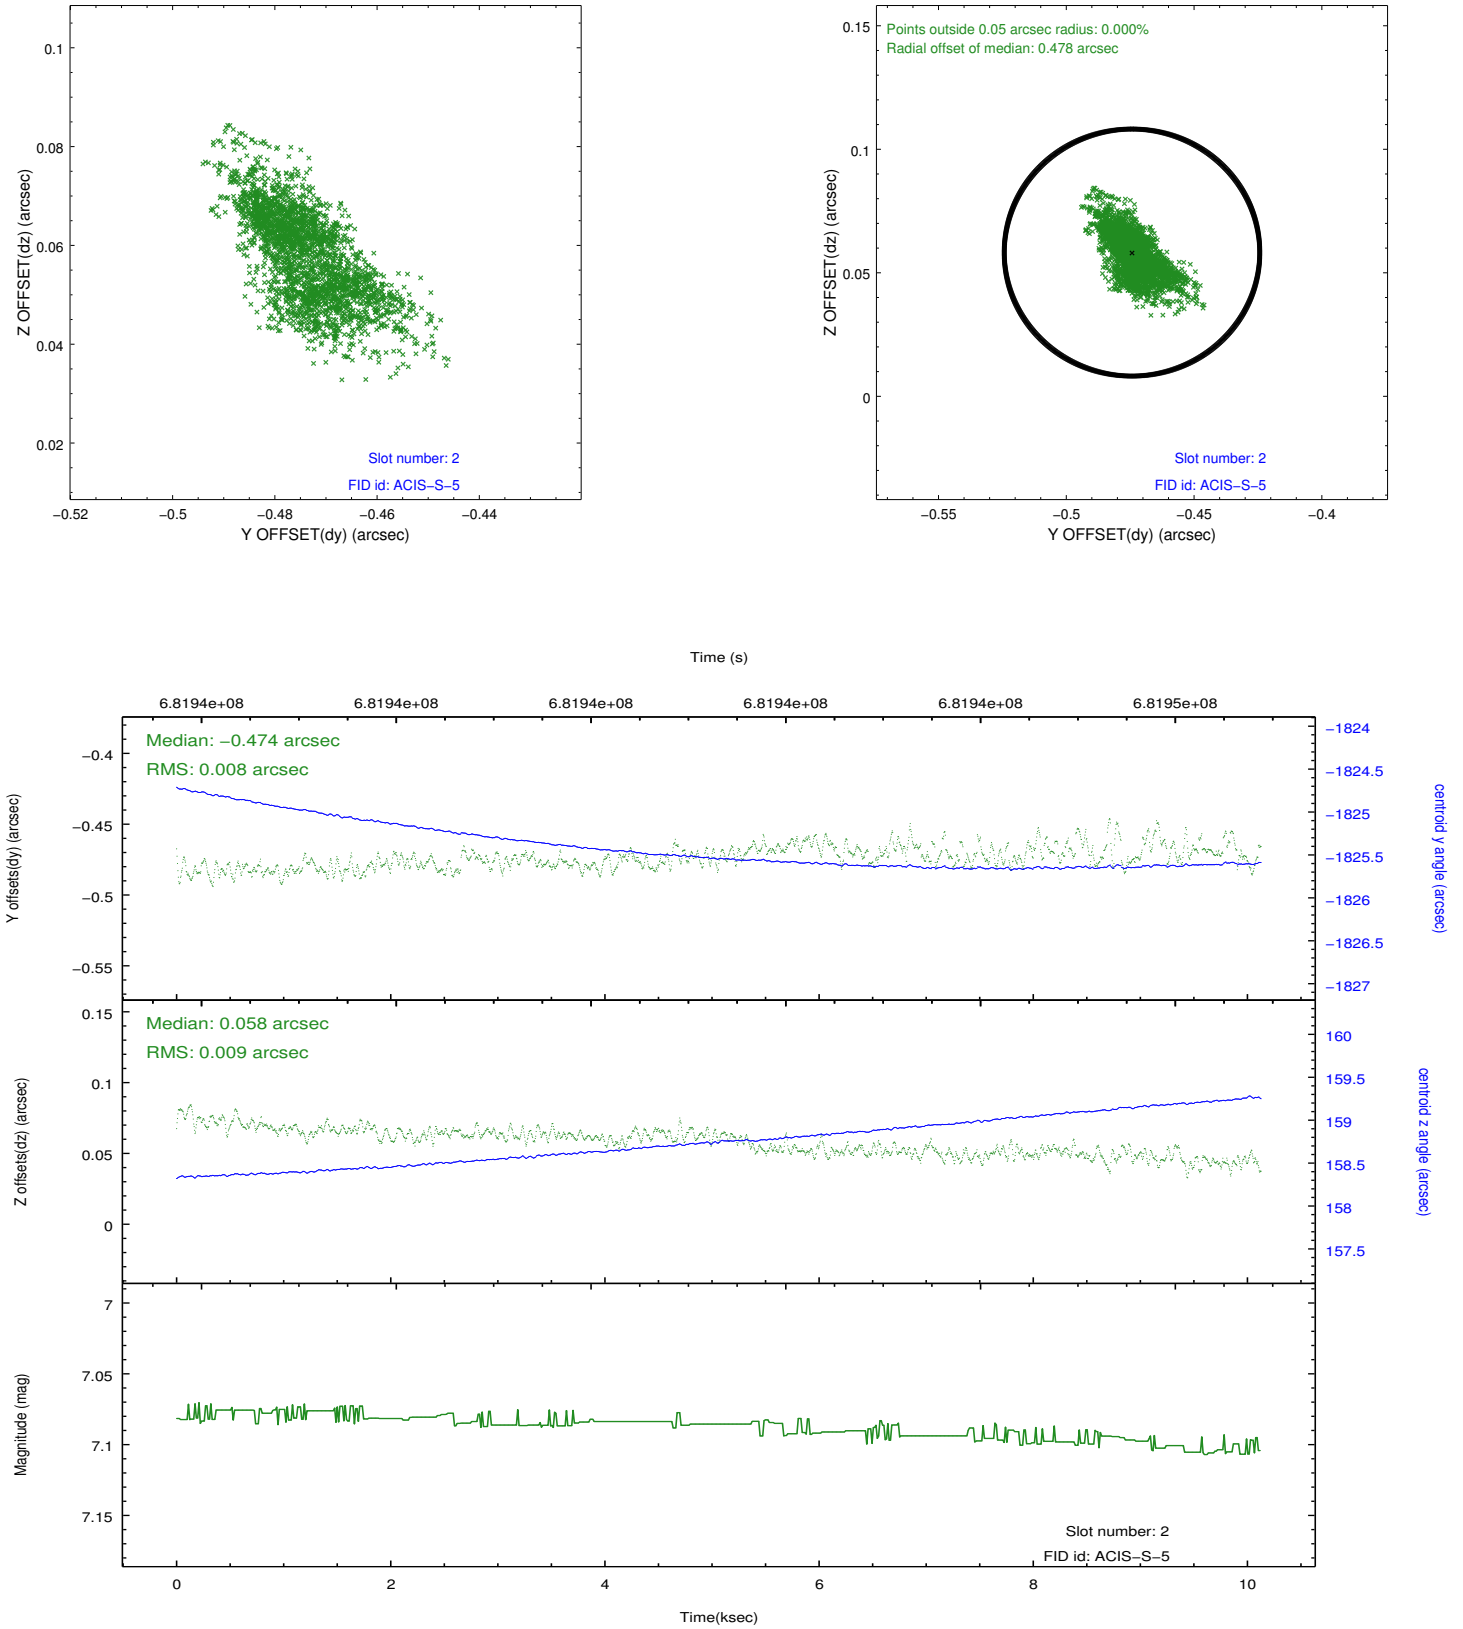 0.1
0.08
0.06
0.04
0.02
Z OFFSET(dz) (arcsec)
Slot number: 2
FID id: ACIS−S−5
−0.52
−0.5
−0.48
−0.46
−0.44
Y OFFSET(dy) (arcsec)
Points outside 0.05 arcsec radius: 0.000%
Radial offset of median: 0.478 arcsec
0.15
0.1
0.05
0
Z OFFSET(dz) (arcsec)
Slot number: 2
FID id: ACIS−S−5
−0.55
−0.5
−0.45
−0.4
Y OFFSET(dy) (arcsec)
Time (s)
6.8194e+08
6.8194e+08
6.8194e+08
6.8194e+08
6.8194e+08
6.8195e+08
Median: −0.474 arcsec
RMS: 0.008 arcsec
−0.4
−0.45
−0.5
−0.55
Y offsets(dy) (arcsec)
−1824
−1824.5
−1825
−1825.5
−1826
−1826.5
−1827
centroid y angle (arcsec)
Median: 0.058 arcsec
RMS: 0.009 arcsec
0.15
0.1
0.05
0
Z offsets(dz) (arcsec)
160
159.5
159
158.5
158
157.5
centroid z angle (arcsec)
7
7.05
7.1
7.15
Magnitude (mag)
Slot number: 2
FID id: ACIS−S−5
0
2
4
6
8
10
Time(ksec)